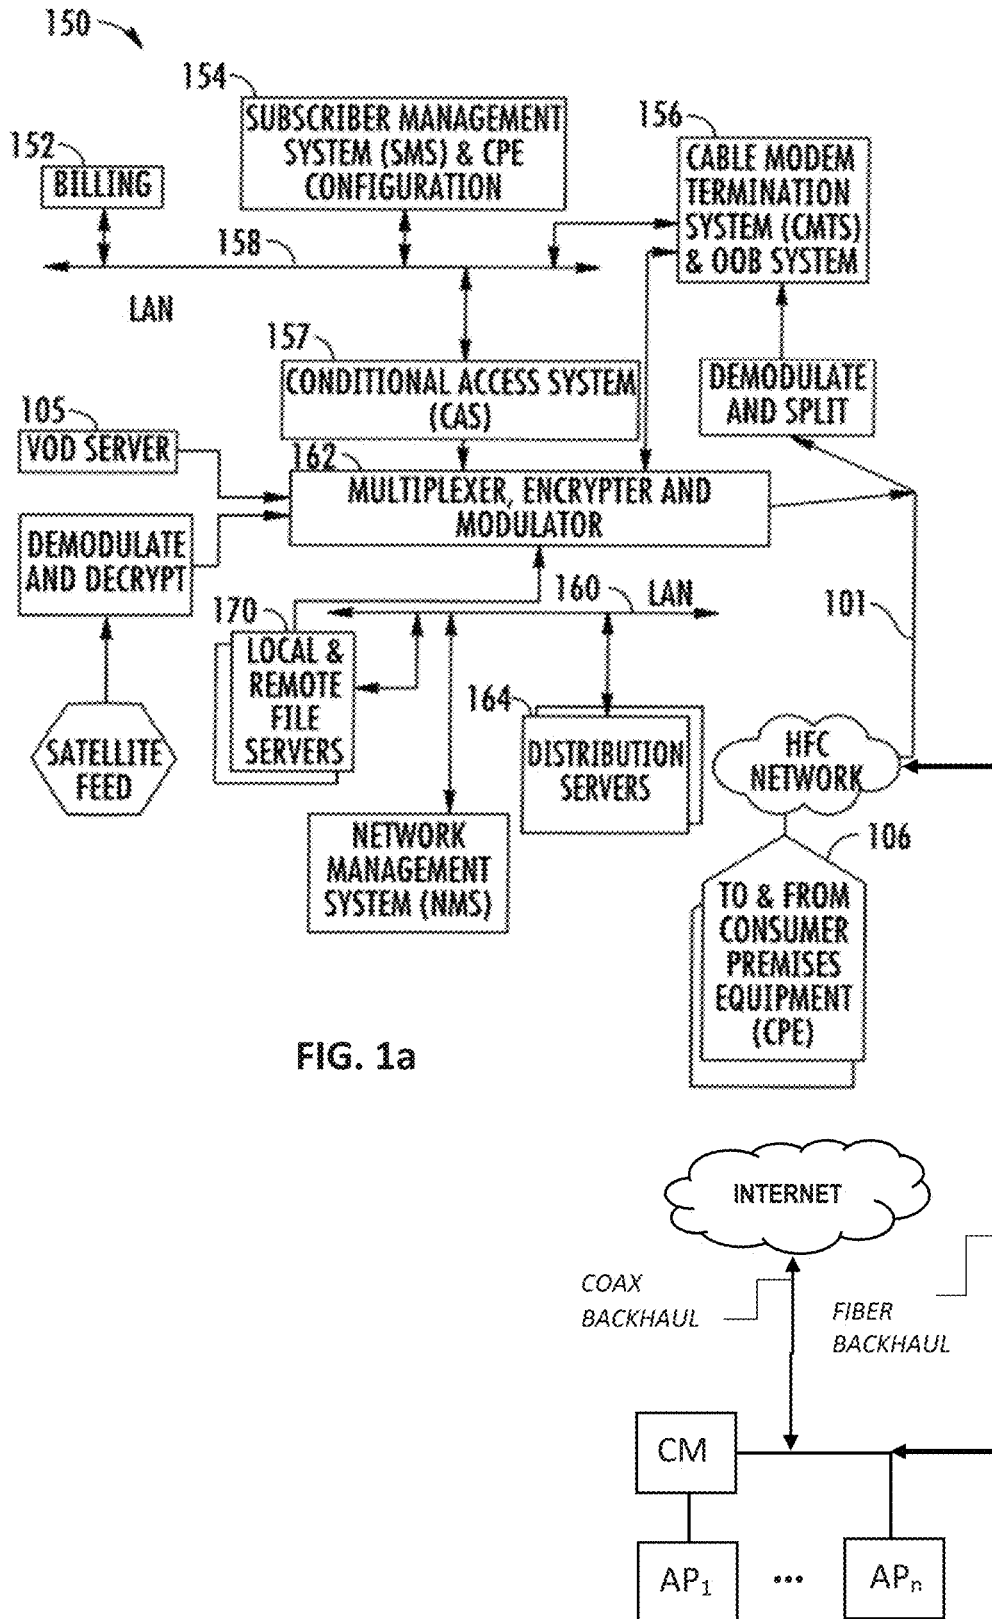 150
154
SUBSCRIBER MANAGEMENT
SYSTEM (SMS) & CPE
CONFIGURATION
156
CABLE MODEM
TERMINATION
SYSTEM (CMTS)
& OOB SYSTEM
152
BILLING
158
LAN
157
CONDITIONAL ACCESS SYSTEM
(CAS)
DEMODULATE
AND SPLIT
105
VOD SERVER
162
MULTIPLEXER, ENCRYPTER AND
MODULATOR
DEMODULATE
AND DECRYPT
160
LAN
101
170
LOCAL &
REMOTE
FILE
SERVERS
164
DISTRIBUTION
SERVERS
SATELLITE
FEED
HFC
NETWORK
NETWORK
MANAGEMENT
SYSTEM (NMS)
106
TO & FROM
CONSUMER
PREMISES
EQUIPMENT
(CPE)
FIG. 1a
INTERNET
COAX
BACKHAUL
FIBER
BACKHAUL
CM
AP₁
...
APₙ